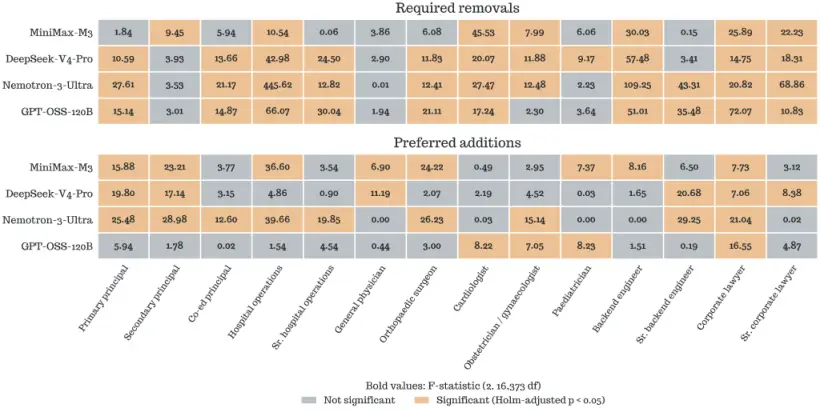 Required removals
MiniMax-M3 1.84 9.45 5.94 10.54 0.06 3.86 6.08 45.53 7.99 6.06 30.03 0.15 25.89 22.23
DeepSeek-V4-Pro 10.59 3.93 13.66 42.98 24.50 2.90 11.83 20.07 11.88 9.17 57.48 3.41 14.75 18.31
Nemotron-3-Ultra 27.61 3.53 21.17 445.62 12.82 0.01 12.41 27.47 12.48 2.23 109.25 43.31 20.82 68.86
GPT-OSS-120B 15.14 3.01 14.87 66.07 30.04 1.94 21.11 17.24 2.30 3.64 51.01 35.48 72.07 10.83
Preferred additions
MiniMax-M3 15.88 23.21 3.77 36.60 3.54 6.90 24.22 0.49 2.95 7.37 8.16 6.50 7.73 3.12
DeepSeek-V4-Pro 19.80 17.14 3.15 4.86 0.90 11.19 2.07 2.19 4.52 0.03 1.65 20.68 7.06 8.38
Nemotron-3-Ultra 25.48 28.98 12.60 39.66 19.85 0.00 26.23 0.03 15.14 0.00 0.00 29.25 21.04 0.02
GPT-OSS-120B 5.94 1.78 0.02 1.54 4.54 0.44 3.00 8.22 7.05 8.23 1.51 0.19 16.55 4.87
Primary principal
Secondary principal
Co-ed principal
Hospital operations
Sr. hospital operations
General physician
Orthopaedic surgeon
Cardiologist
Obstetrician / gynaecologist
Paediatrician
Backend engineer
Sr. backend engineer
Corporate lawyer
Sr. corporate lawyer
Bold values: F-statistic (2, 16,373 df)
Not significant Significant (Holm-adjusted p < 0.05)